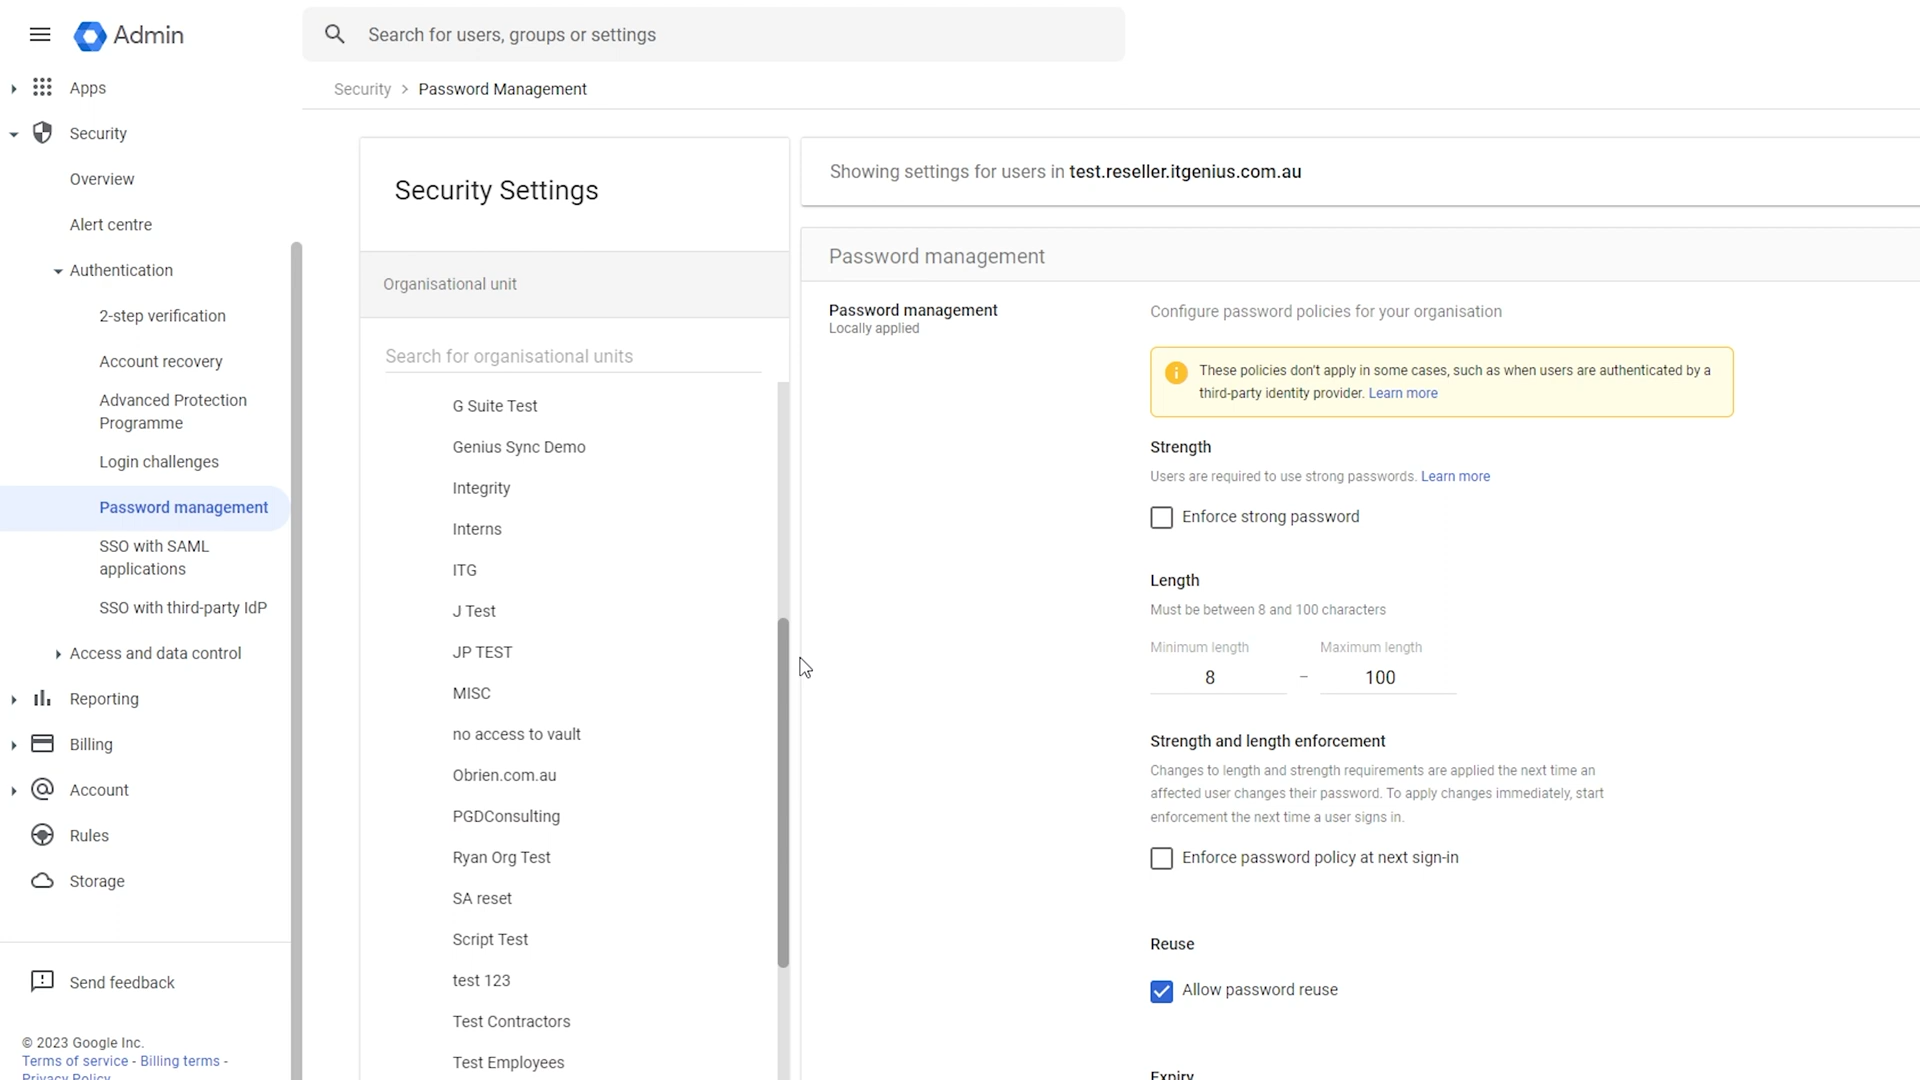 Admin
Search for users, groups or settings
Apps
Security
Overview
Alert centre
Authentication
2-step verification
Account recovery
Advanced Protection
Programme
Login challenges
Password management
SSO with SAML
applications
SSO with third-party IdP
Access and data control
Reporting
Billing
Account
Rules
Storage
Send feedback
© 2023 Google Inc.
Terms of service - Billing terms -
Privacy Policy
Security > Password Management
Security Settings
Organisational unit
Search for organisational units
G Suite Test
Genius Sync Demo
Integrity
Interns
ITG
J Test
JP TEST
MISC
no access to vault
Obrien.com.au
PGDConsulting
Ryan Org Test
SA reset
Script Test
test 123
Test Contractors
Test Employees
Showing settings for users in test.reseller.itgenius.com.au
Password management
Password management
Locally applied
Configure password policies for your organisation
These policies don't apply in some cases, such as when users are authenticated by a
third-party identity provider. Learn more
Strength
Users are required to use strong passwords. Learn more
Enforce strong password
Length
Must be between 8 and 100 characters
Minimum length Maximum length
8 – 100
Strength and length enforcement
Changes to length and strength requirements are applied the next time an
affected user changes their password. To apply changes immediately, start
enforcement the next time a user signs in.
Enforce password policy at next sign-in
Reuse
Allow password reuse
Expiry